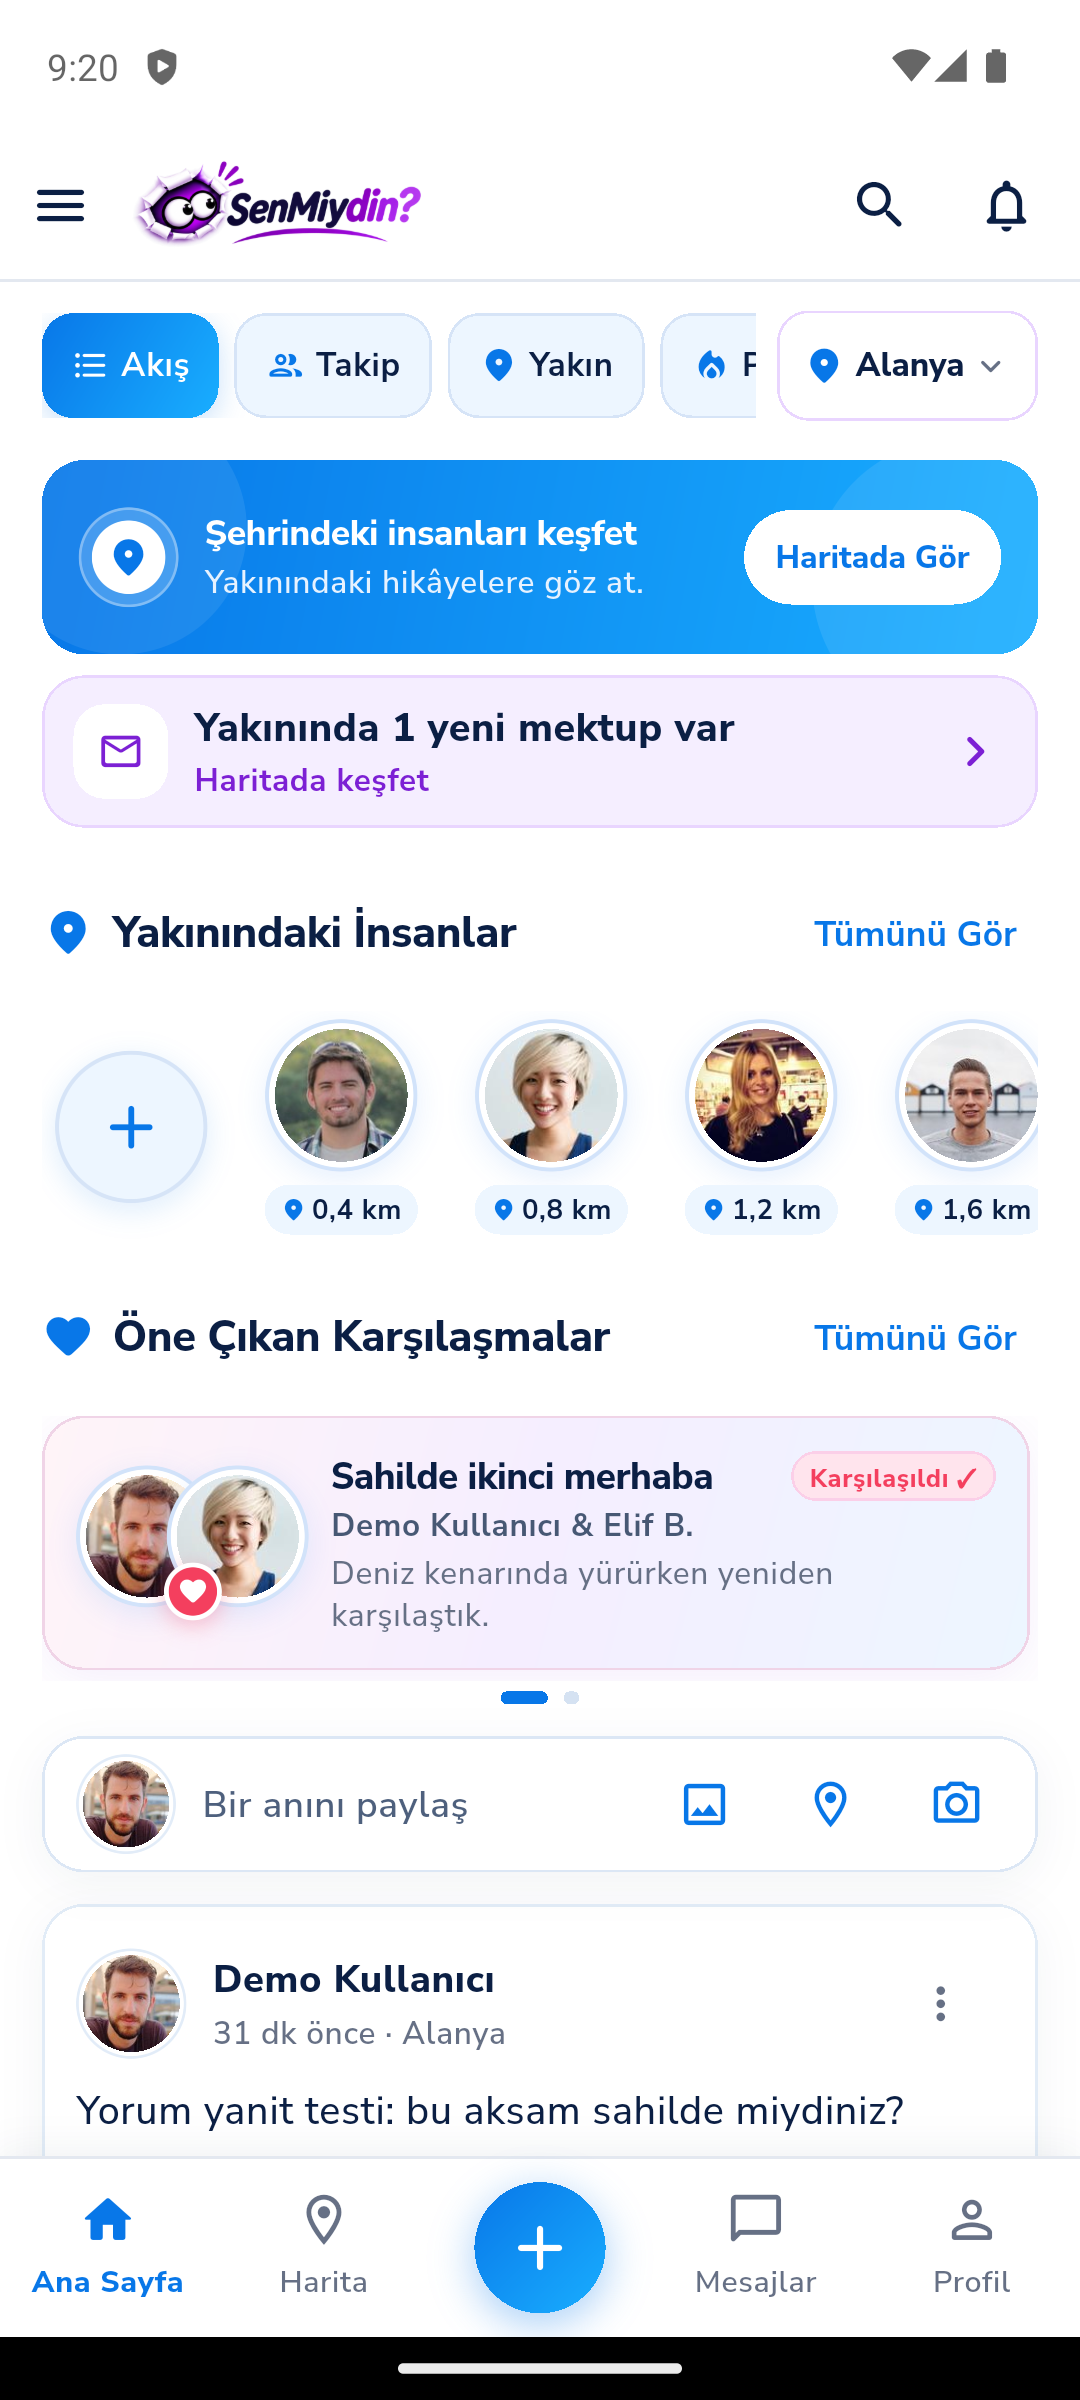 9:20
SenMiydin?
Akış
Takip
Yakın
Alanya
Şehrindeki insanları keşfet
Yakınındaki hikâyelere göz at.
Haritada Gör
Yakınında 1 yeni mektup var
Haritada keşfet
Yakınındaki İnsanlar
Tümünü Gör
0,4 km
0,8 km
1,2 km
1,6 km
Öne Çıkan Karşılaşmalar
Tümünü Gör
Sahilde ikinci merhaba
Karşılaşıldı ✓
Demo Kullanıcı & Elif B.
Deniz kenarında yürürken yeniden
karşılaştık.
Bir anını paylaş
Demo Kullanıcı
31 dk önce · Alanya
Yorum yanit testi: bu aksam sahilde miydiniz?
Ana Sayfa
Harita
Mesajlar
Profil